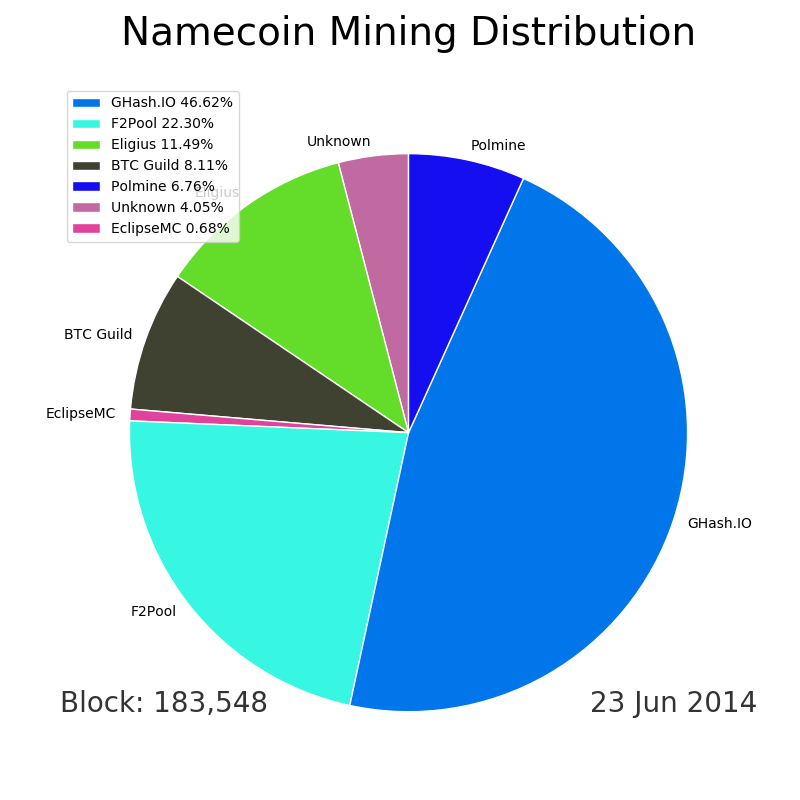 Namecoin Mining Distribution
GHash.IO 46.62%
F2Pool 22.30%
Eligius 11.49%
BTC Guild 8.11%
Polmine 6.76%
Unknown 4.05%
EclipseMC 0.68%
Unknown
Polmine
Eligius
BTC Guild
EclipseMC
GHash.IO
F2Pool
Block: 183,548
23 Jun 2014